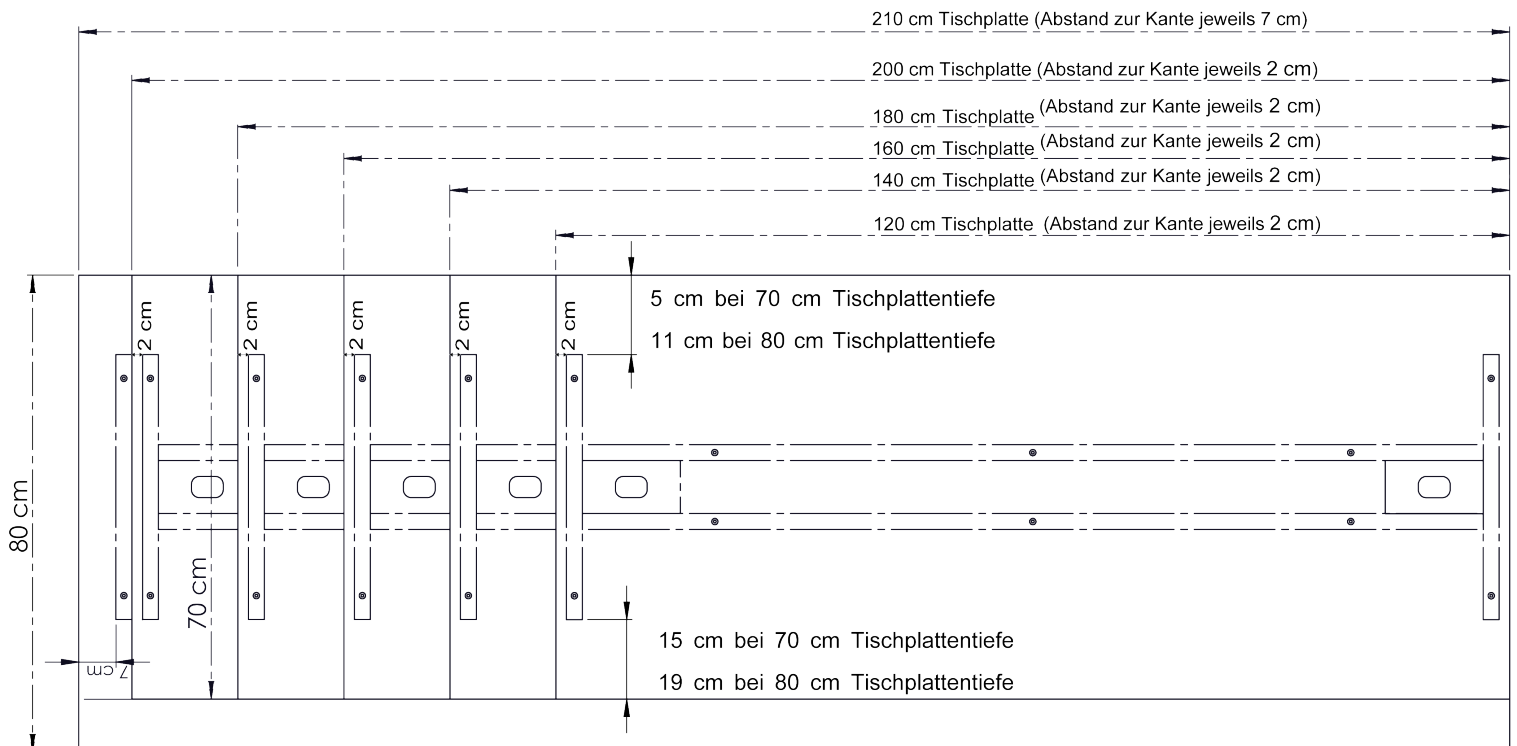 210 cm Tischplatte (Abstand zur Kante jeweils 7 cm)
200 cm Tischplatte (Abstand zur Kante jeweils 2 cm)
180 cm Tischplatte (Abstand zur Kante jeweils 2 cm)
160 cm Tischplatte (Abstand zur Kante jeweils 2 cm)
140 cm Tischplatte (Abstand zur Kante jeweils 2 cm)
120 cm Tischplatte (Abstand zur Kante jeweils 2 cm)
5 cm bei 70 cm Tischplattentiefe
11 cm bei 80 cm Tischplattentiefe
2 cm
2 cm
2 cm
2 cm
2 cm
80 cm
70 cm
15 cm bei 70 cm Tischplattentiefe
19 cm bei 80 cm Tischplattentiefe
7 cm